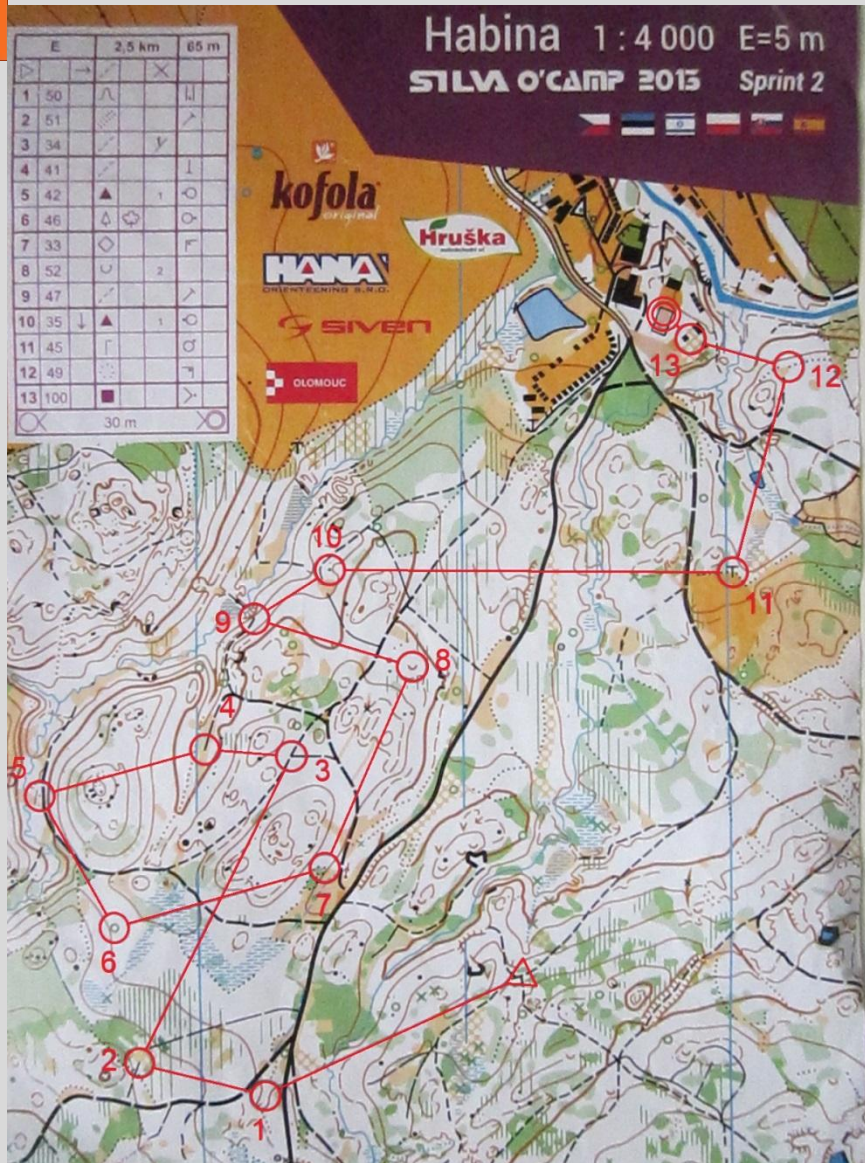 Habina 1 : 4 000 E=5 m
SILVA O'CAMP 2013 Sprint 2
E 2,5 km 65 m
1 50
2 51
3 34
4 41
5 42 1
6 46
7 33
8 52 2
9 47
10 35 1
11 45
12 49
13 100
30 m
kofola
original
Hruška
HANA
ORIENTEERING S.R.O.
SIVEN
OLOMOUC
13
12
10
11
9
8
4
3
5
7
6
2
1